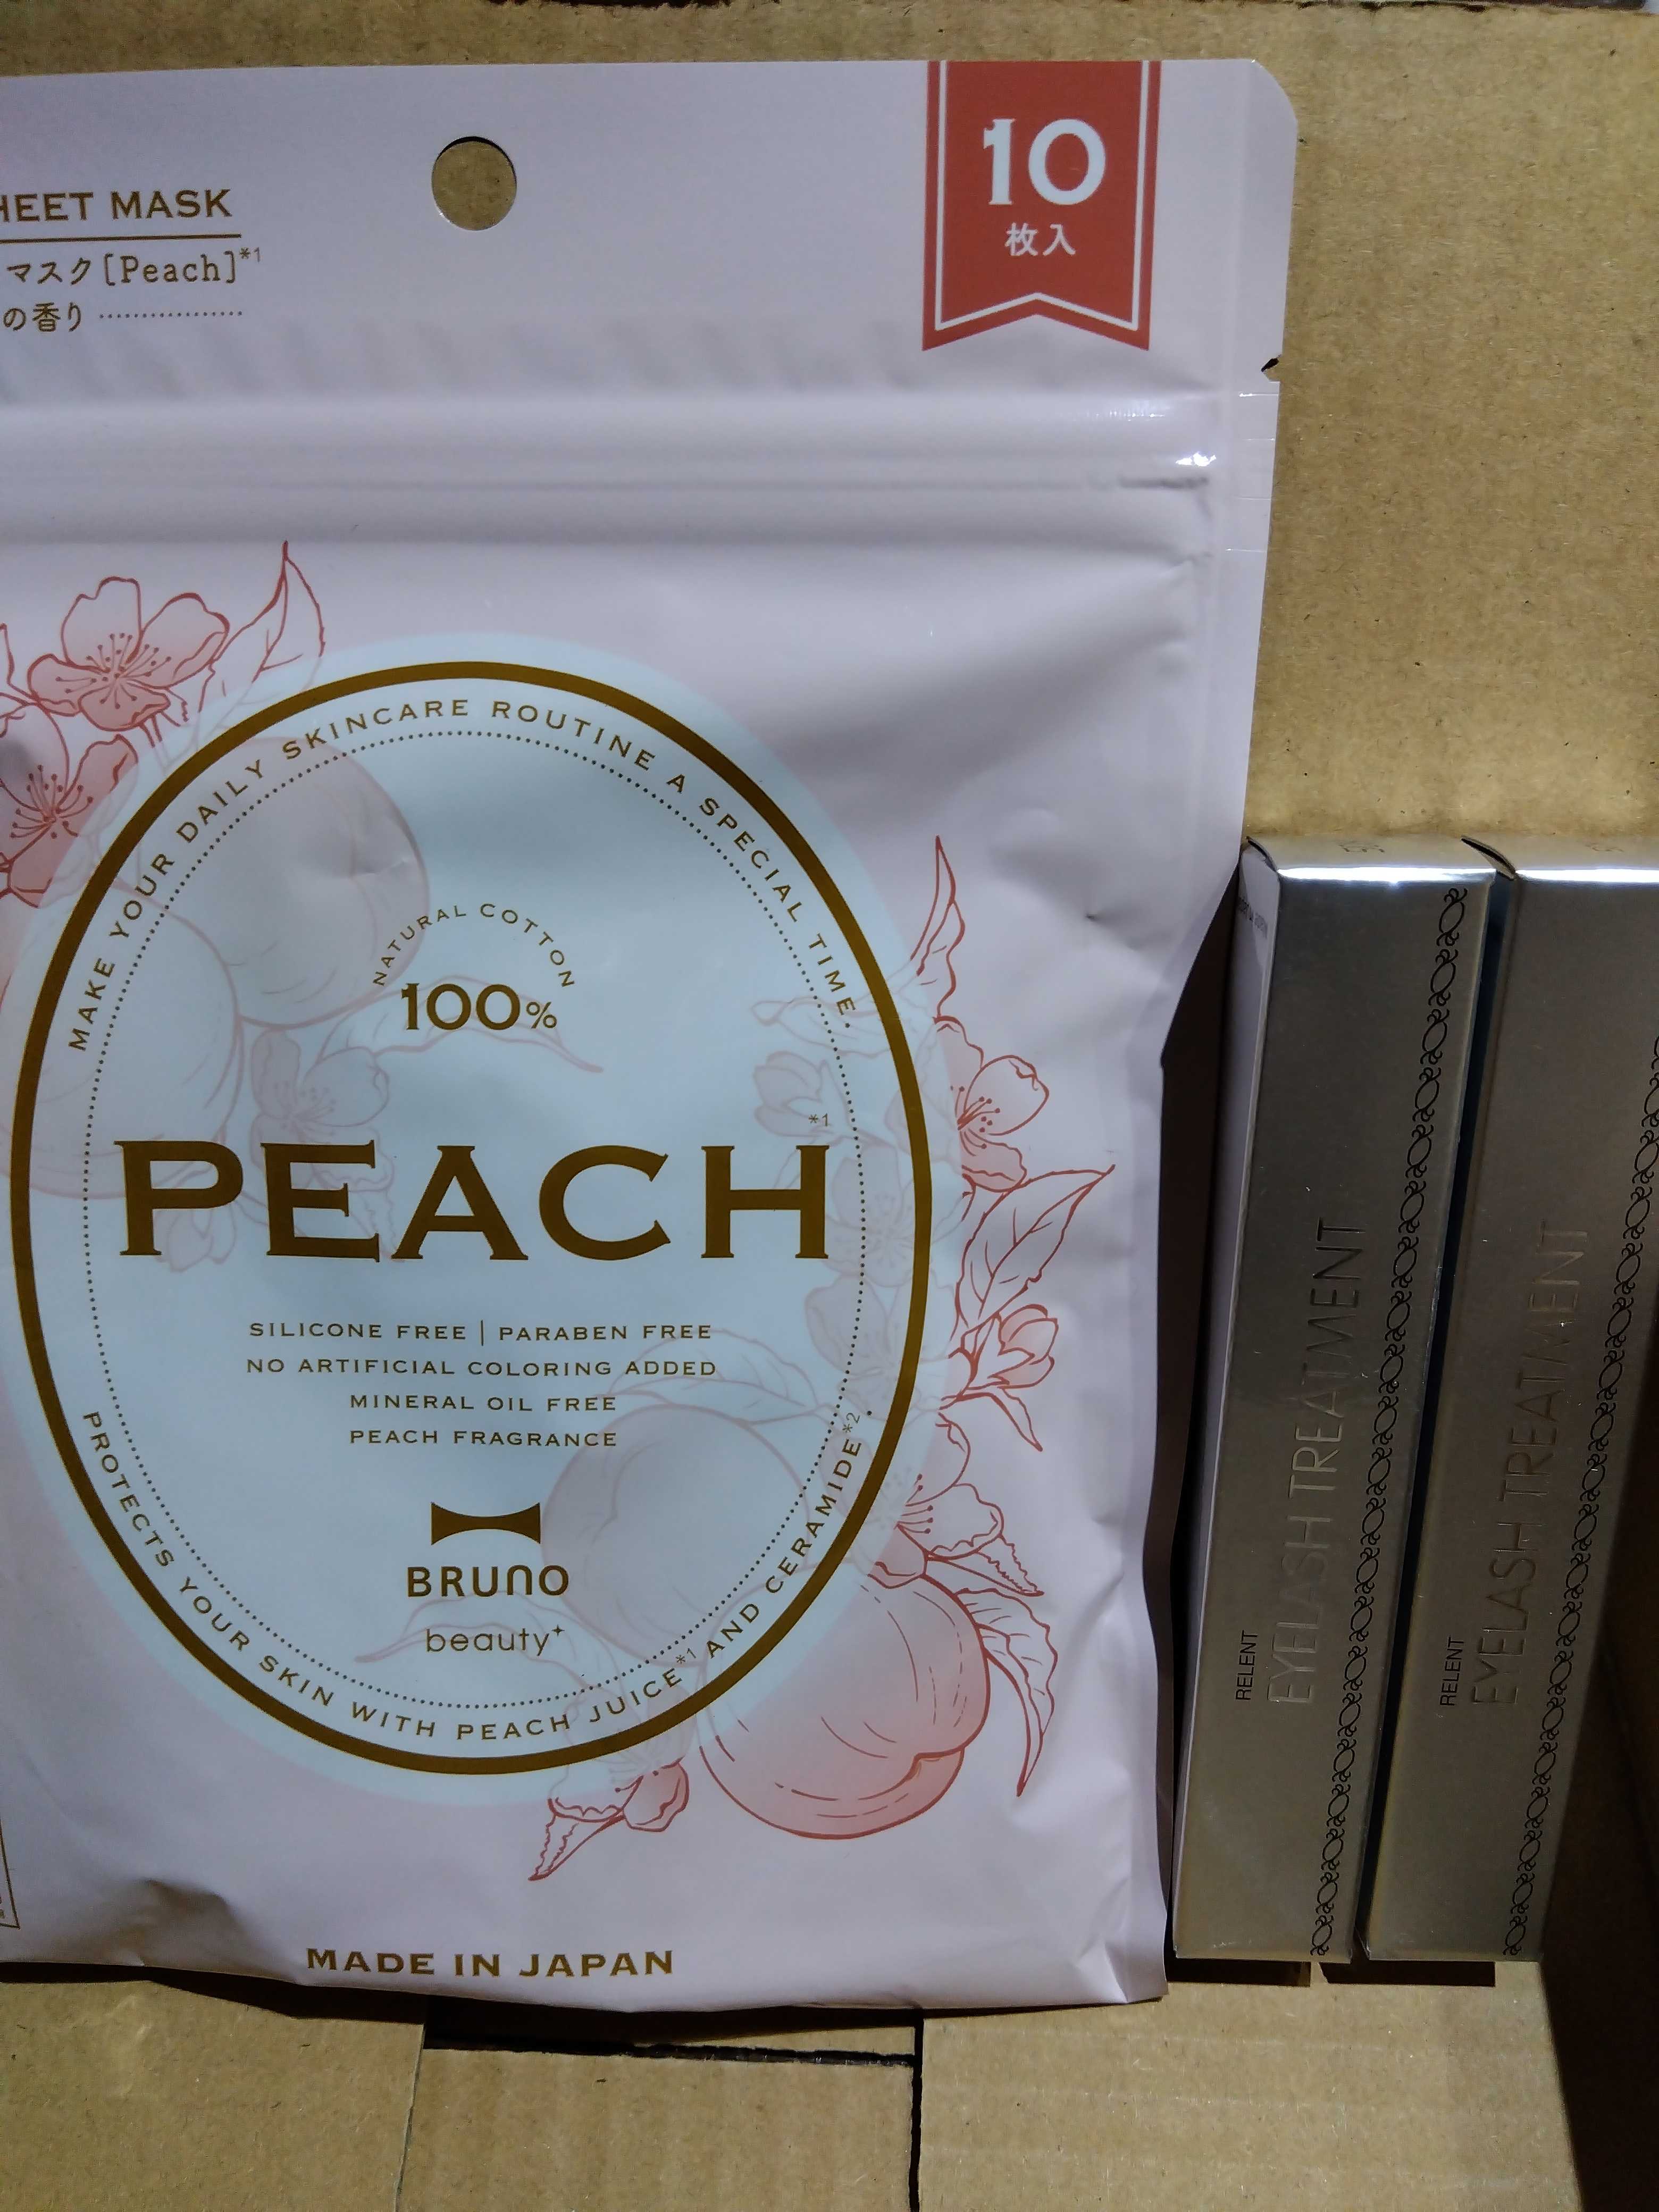 HEET MASK
マスク[Peach]*1
の香り
10
枚入
MAKE YOUR DAILY SKINCARE ROUTINE A SPECIAL TIME.
NATURAL COTTON
100%
PEACH*1
SILICONE FREE | PARABEN FREE
NO ARTIFICIAL COLORING ADDED
MINERAL OIL FREE
PEACH FRAGRANCE
BRUNO
beauty+
PROTECTS YOUR SKIN WITH PEACH JUICE*1 AND CERAMIDE*2.
MADE IN JAPAN
RELENT
EYELASH TREATMENT
RELENT
EYELASH TREATMENT